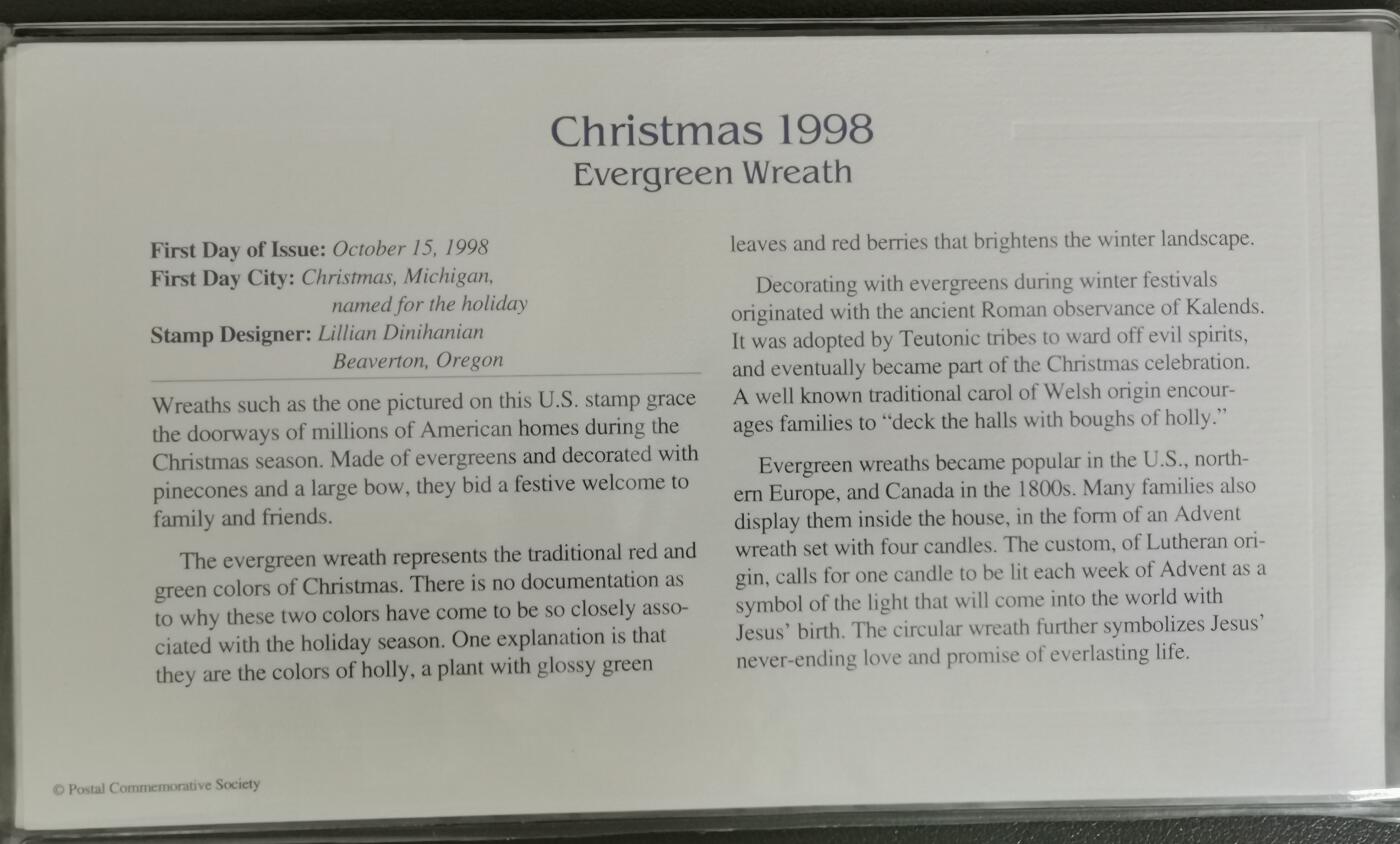 Christmas 1998
Evergreen Wreath
First Day of Issue: October 15, 1998
First Day City: Christmas, Michigan,
named for the holiday
Stamp Designer: Lillian Dinihanian
Beaverton, Oregon
Wreaths such as the one pictured on this U.S. stamp grace
the doorways of millions of American homes during the
Christmas season. Made of evergreens and decorated with
pinecones and a large bow, they bid a festive welcome to
family and friends.
The evergreen wreath represents the traditional red and
green colors of Christmas. There is no documentation as
to why these two colors have come to be so closely asso-
ciated with the holiday season. One explanation is that
they are the colors of holly, a plant with glossy green
leaves and red berries that brightens the winter landscape.
Decorating with evergreens during winter festivals
originated with the ancient Roman observance of Kalends.
It was adopted by Teutonic tribes to ward off evil spirits,
and eventually became part of the Christmas celebration.
A well known traditional carol of Welsh origin encour-
ages families to “deck the halls with boughs of holly.”
Evergreen wreaths became popular in the U.S., north-
ern Europe, and Canada in the 1800s. Many families also
display them inside the house, in the form of an Advent
wreath set with four candles. The custom, of Lutheran ori-
gin, calls for one candle to be lit each week of Advent as a
symbol of the light that will come into the world with
Jesus’ birth. The circular wreath further symbolizes Jesus’
never-ending love and promise of everlasting life.
© Postal Commemorative Society